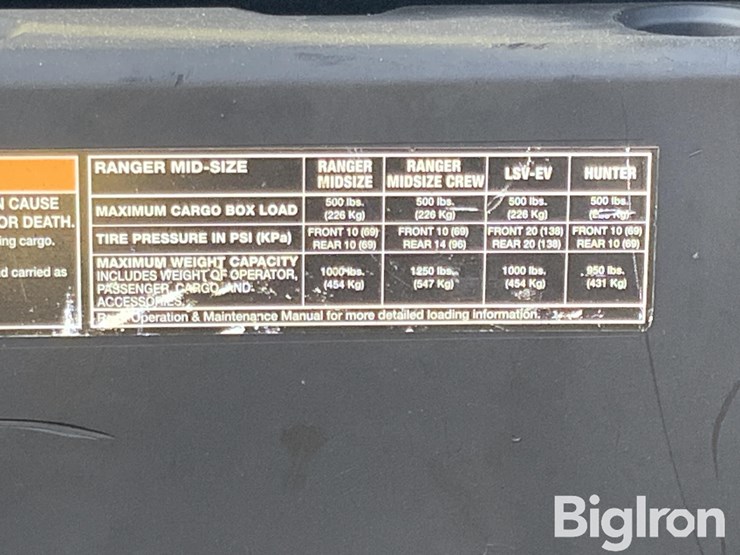 N CAUSE
OR DEATH.
ing cargo.
d carried as
RANGER MID-SIZE RANGER MIDSIZE RANGER MIDSIZE CREW LSV-EV HUNTER
MAXIMUM CARGO BOX LOAD 500 lbs. (226 Kg) 500 lbs. (226 Kg) 500 lbs. (226 Kg) 500 lbs.
TIRE PRESSURE IN PSI (KPa) FRONT 10 (69) REAR 10 (69) FRONT 10 (69) REAR 14 (96) FRONT 20 (138) REAR 20 (138) FRONT 10 (69) REAR 10 (69)
MAXIMUM WEIGHT CAPACITY
INCLUDES WEIGHT OF OPERATOR,
PASSENGER, CARGO, AND
ACCESSORIES. 1000 lbs. (454 Kg) 1250 lbs. (547 Kg) 1000 lbs. (454 Kg) 950 lbs. (431 Kg)
Operation & Maintenance Manual for more detailed loading information.
BigIron